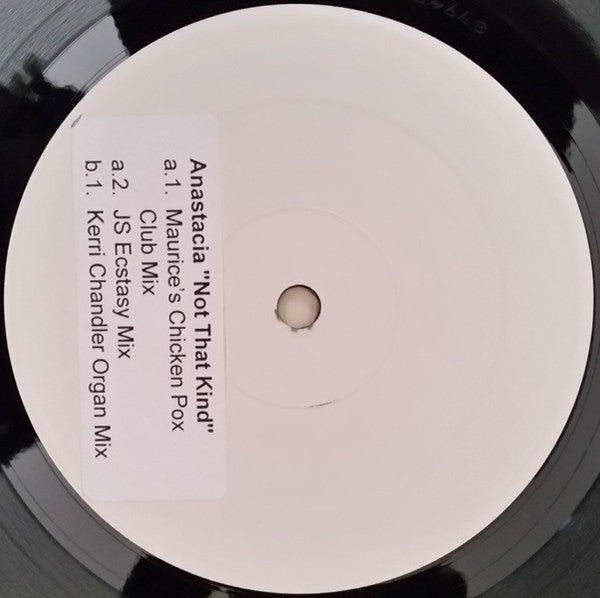 Anastacia "Not That Kind"
a.1. Maurice's Chicken Pox
Club Mix
a.2. JS Ecstasy Mix
b.1. Kerri Chandler Organ Mix